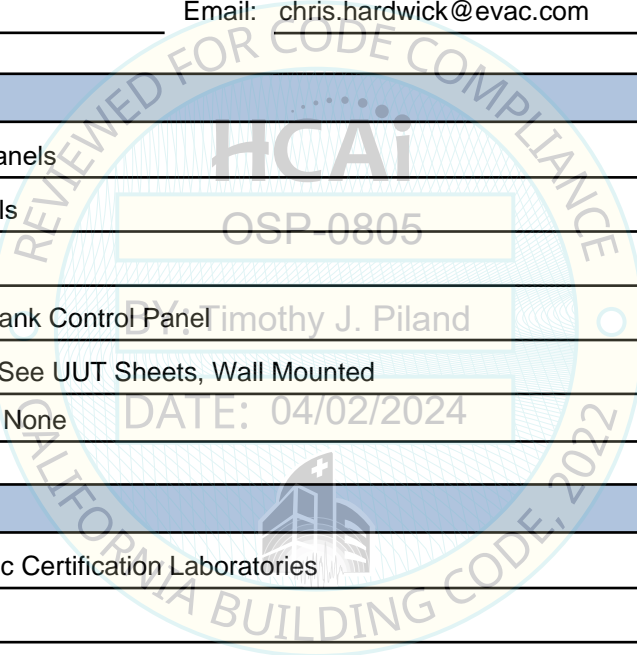 Email: chris.hardwick@evac.com
REVIEWED FOR CODE COMPLIANCE
anels
HCAi
ls
OSP-0805
ank Control Panel
BY: Timothy J. Piland
See UUT Sheets, Wall Mounted
None
DATE: 04/02/2024
c Certification Laboratories
CALIFORNIA BUILDING CODE, 2022